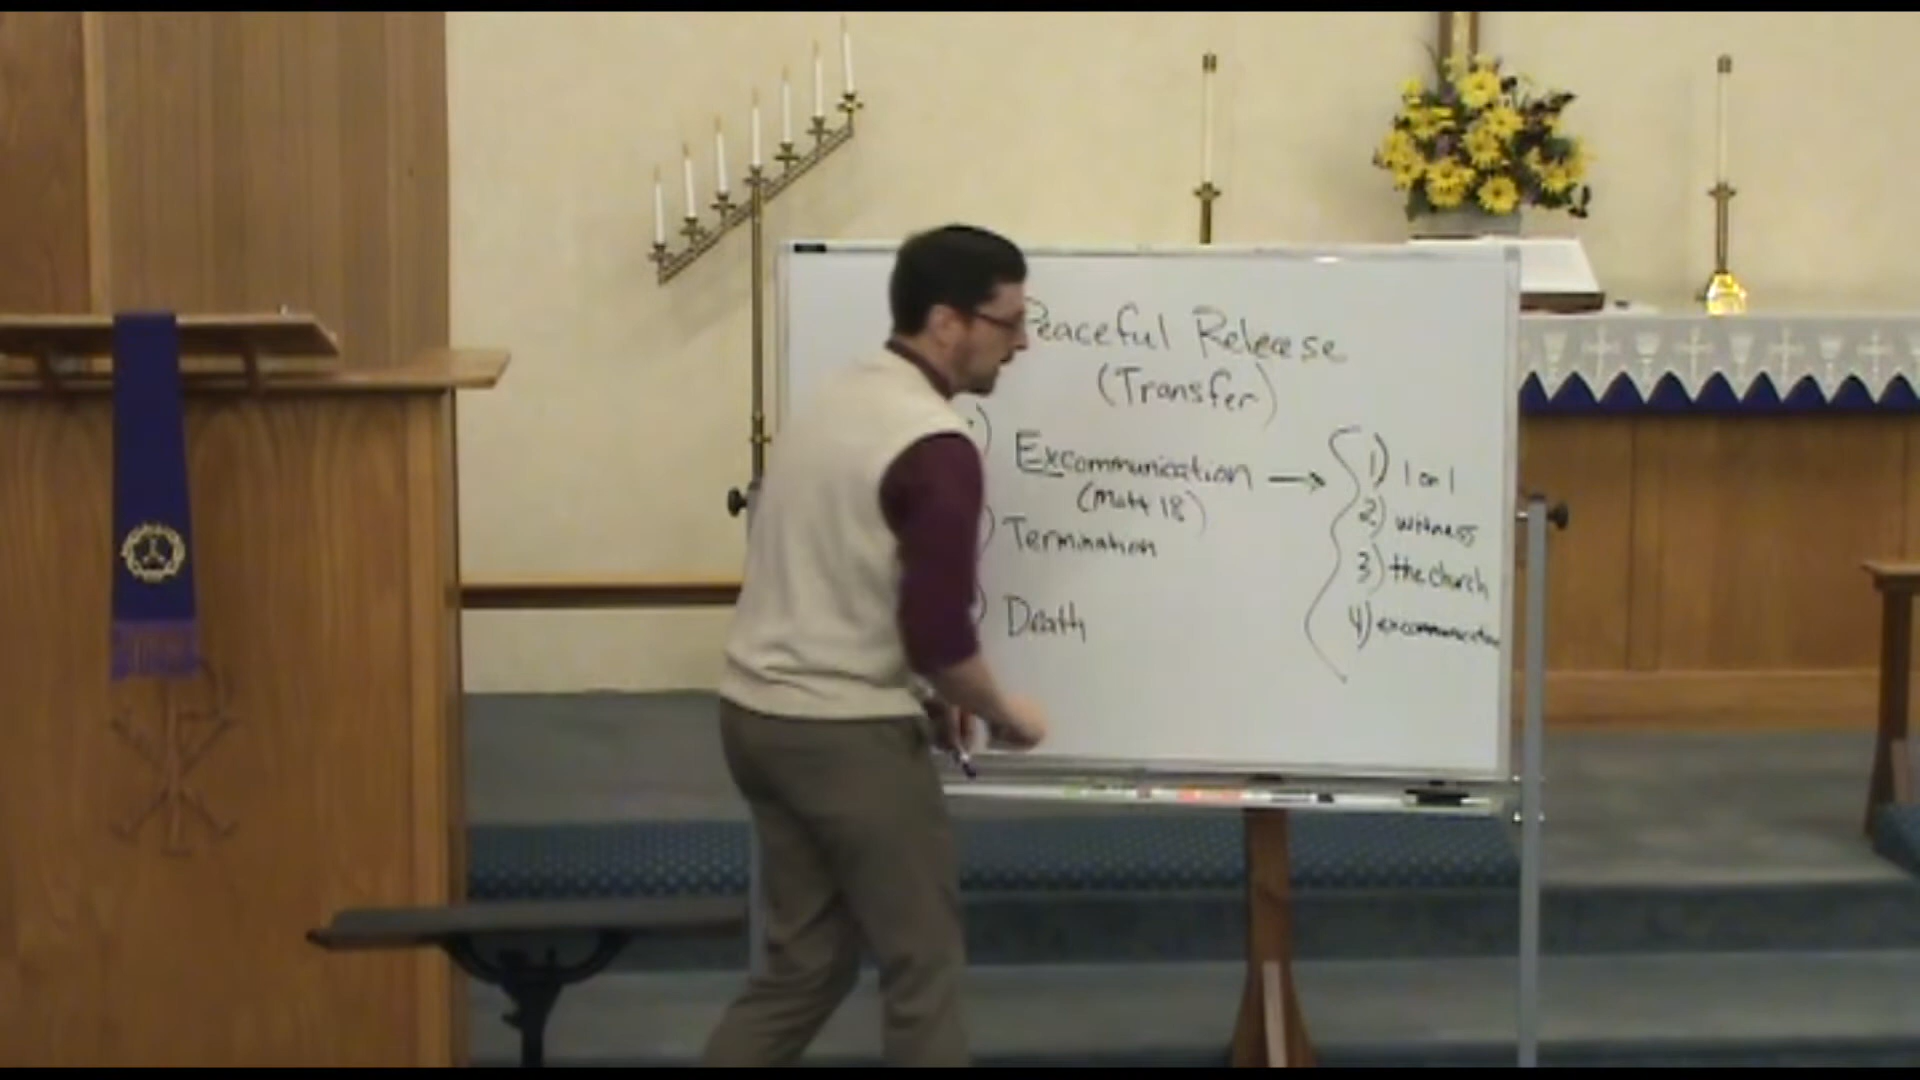 Peaceful Release
(Transfer)
) Excommunication →
(Matt 18)
) Termination
) Death
1) 1 on 1
2) witness
3) the church
4) excommunication